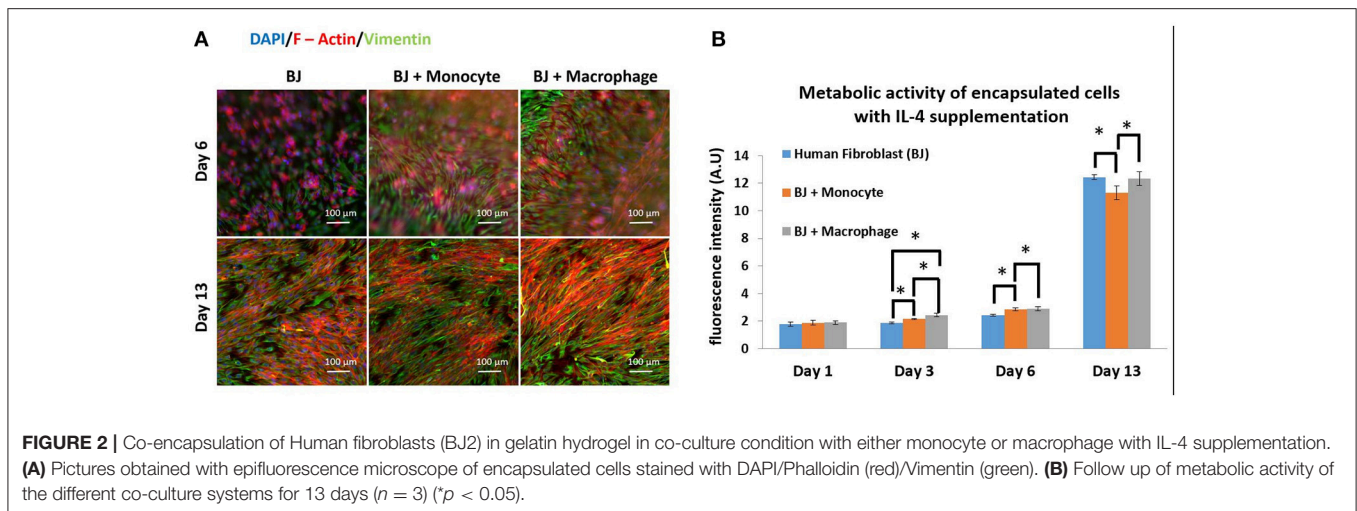 A
DAPI/F – Actin/Vimentin
BJ
BJ + Monocyte
BJ + Macrophage
Day 6
100 µm
100 µm
100 µm
Day 13
100 µm
100 µm
100 µm
B
Metabolic activity of encapsulated cells
with IL-4 supplementation
fluorescence intensity (A.U)
14
12
10
8
6
4
2
0
Human Fibroblast (BJ)
BJ + Monocyte
BJ + Macrophage
*
*
*
*
*
*
*
Day 1
Day 3
Day 6
Day 13
FIGURE 2 | Co-encapsulation of Human fibroblasts (BJ2) in gelatin hydrogel in co-culture condition with either monocyte or macrophage with IL-4 supplementation.
(A) Pictures obtained with epifluorescence microscope of encapsulated cells stained with DAPI/Phalloidin (red)/Vimentin (green). (B) Follow up of metabolic activity of
the different co-culture systems for 13 days (n = 3) (*p < 0.05).